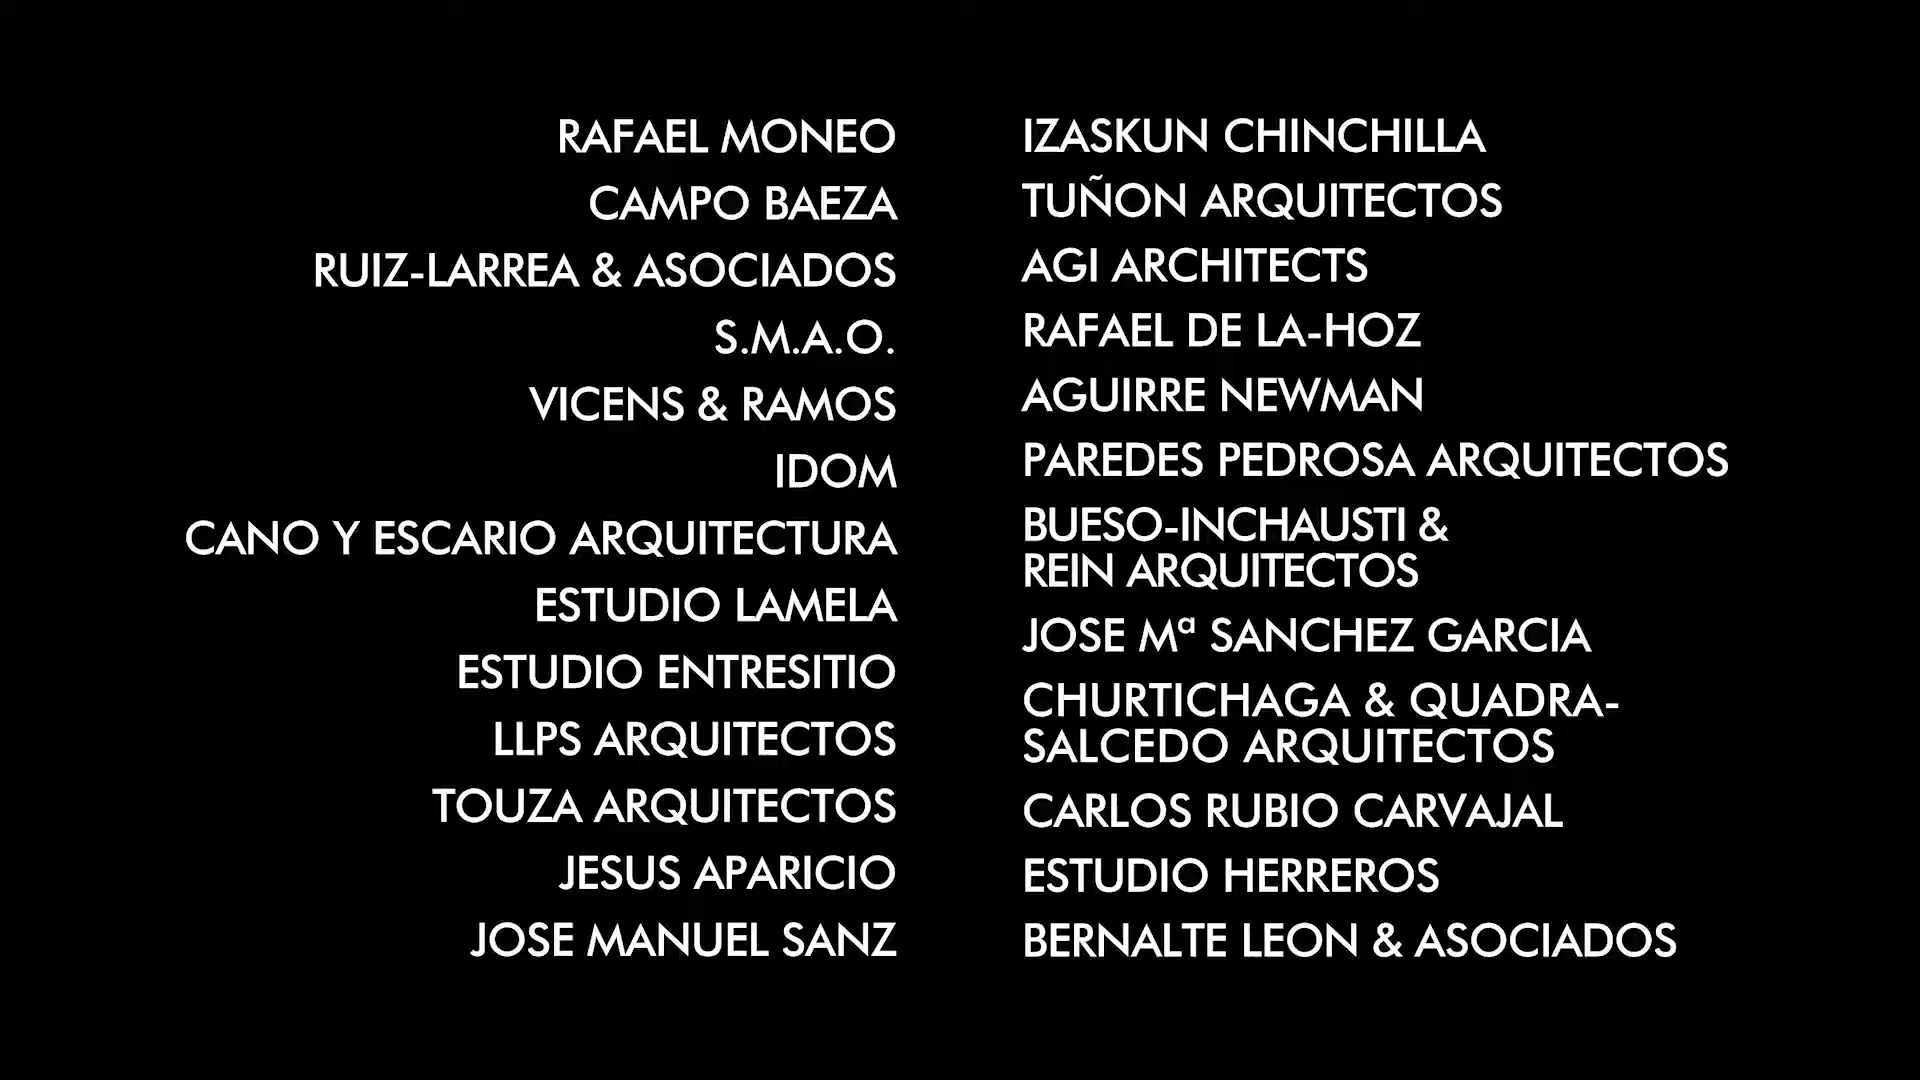 RAFAEL MONEO
CAMPO BAEZA
RUIZ-LARREA & ASOCIADOS
S.M.A.O.
VICENS & RAMOS
IDOM
CANO Y ESCARIO ARQUITECTURA
ESTUDIO LAMELA
ESTUDIO ENTRESITIO
LLPS ARQUITECTOS
TOUZA ARQUITECTOS
JESUS APARICIO
JOSE MANUEL SANZ
IZASKUN CHINCHILLA
TUÑON ARQUITECTOS
AGI ARCHITECTS
RAFAEL DE LA-HOZ
AGUIRRE NEWMAN
PAREDES PEDROSA ARQUITECTOS
BUESO-INCHAUSTI &
REIN ARQUITECTOS
JOSE Mª SANCHEZ GARCIA
CHURTICHAGA & QUADRA-
SALCEDO ARQUITECTOS
CARLOS RUBIO CARVAJAL
ESTUDIO HERREROS
BERNALTE LEON & ASOCIADOS